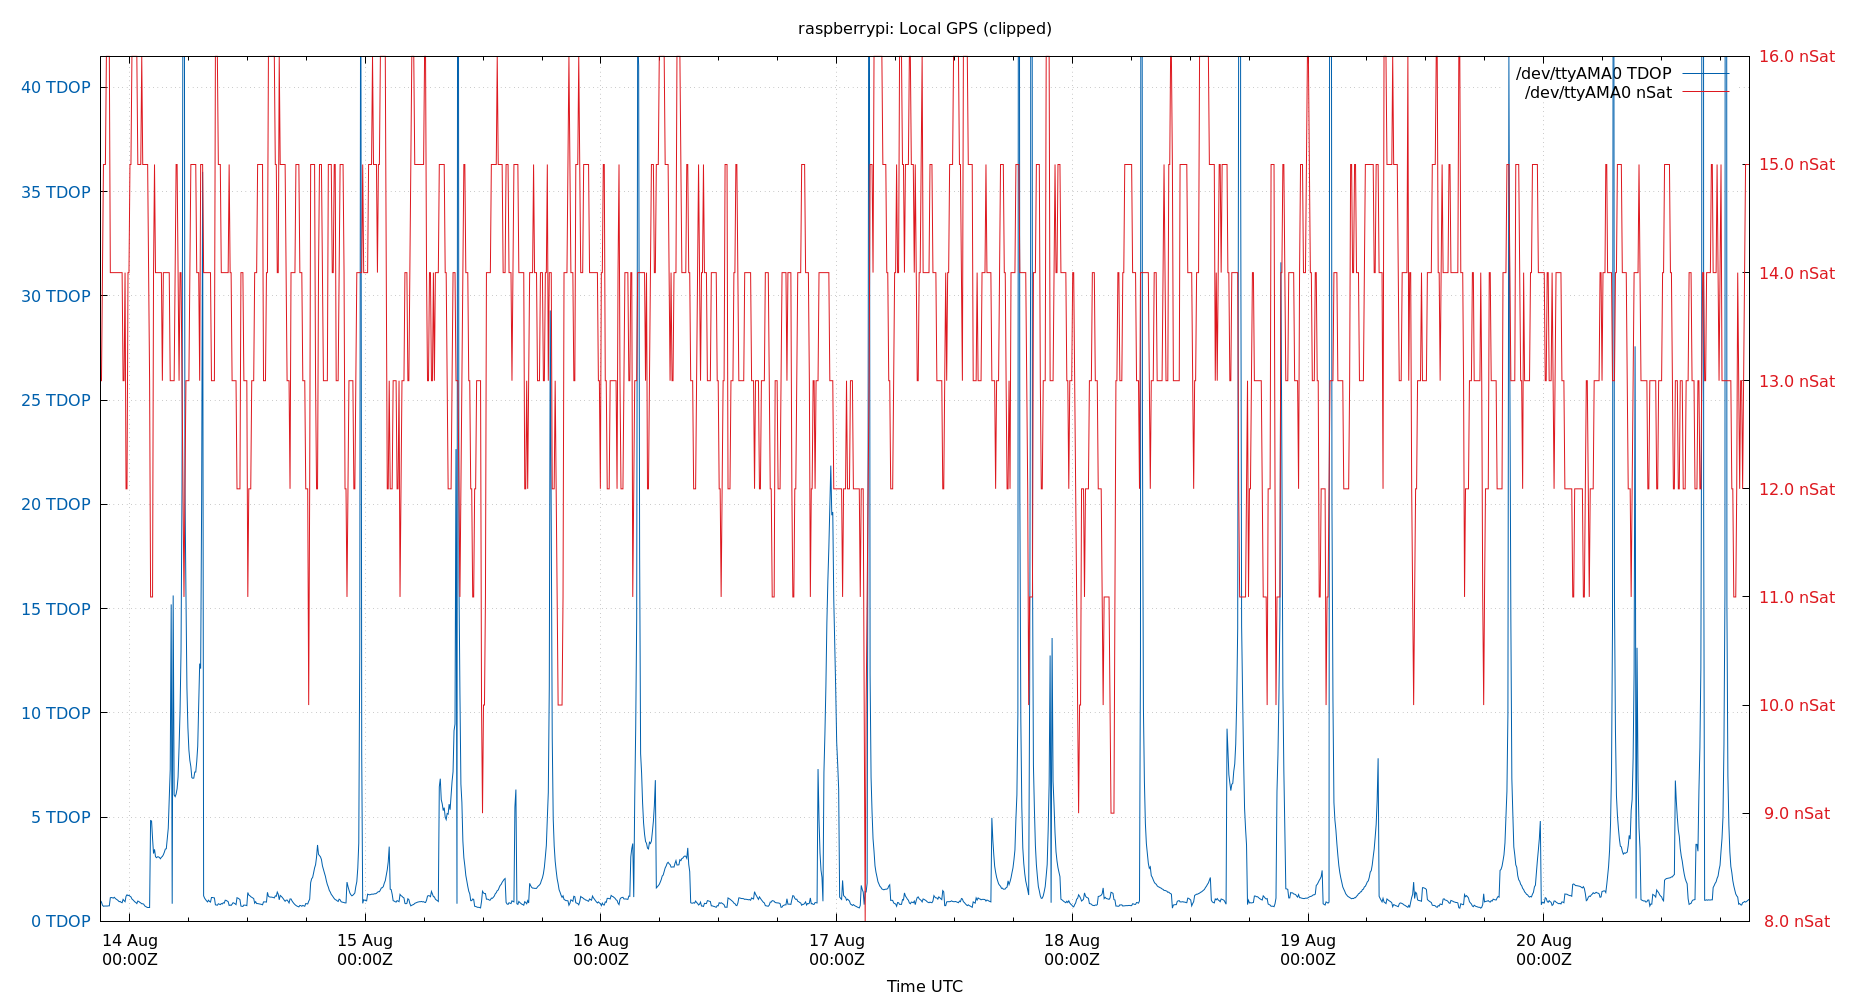 raspberrypi: Local GPS (clipped)
/dev/ttyAMA0 TDOP
/dev/ttyAMA0 nSat
40 TDOP
35 TDOP
30 TDOP
25 TDOP
20 TDOP
15 TDOP
10 TDOP
5 TDOP
0 TDOP
16.0 nSat
15.0 nSat
14.0 nSat
13.0 nSat
12.0 nSat
11.0 nSat
10.0 nSat
9.0 nSat
8.0 nSat
14 Aug
00:00Z
15 Aug
00:00Z
16 Aug
00:00Z
17 Aug
00:00Z
18 Aug
00:00Z
19 Aug
00:00Z
20 Aug
00:00Z
Time UTC